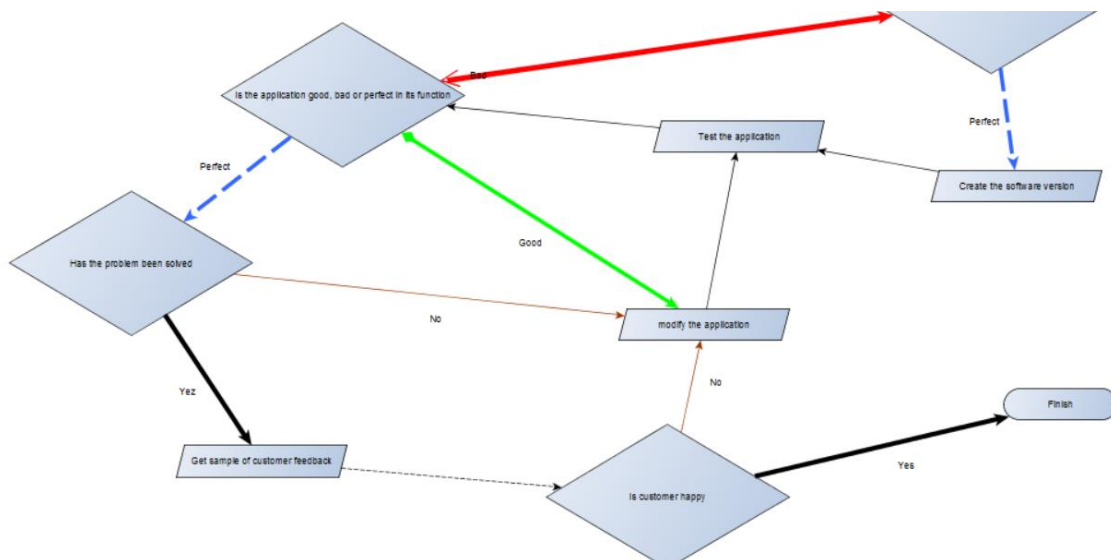 Bad
Is the application good, bad or perfect in its function
Test the application
Perfect
Perfect
Create the software version
Good
Has the problem been solved
No
modify the application
No
Yez
Finish
Get sample of customer feedback
Yes
Is customer happy